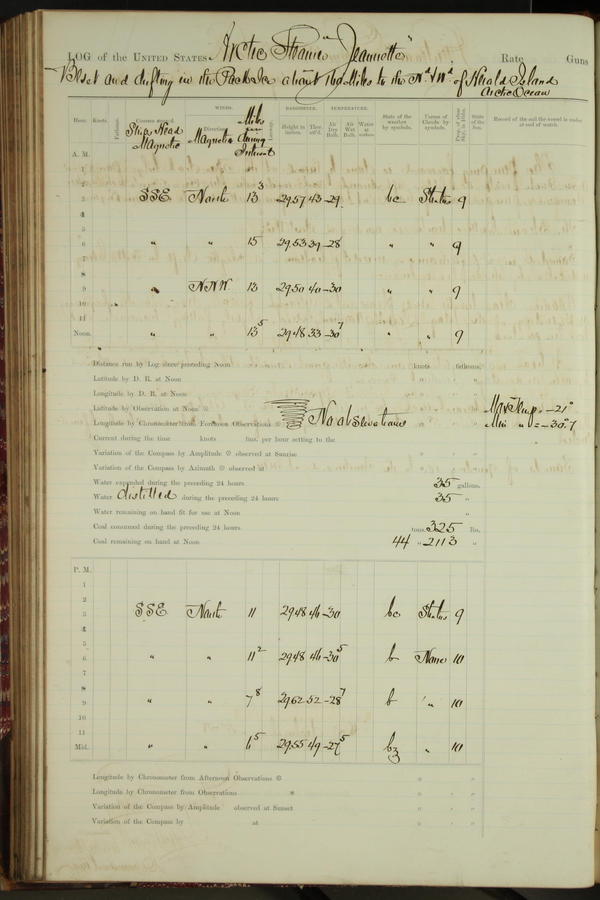 LOG of the UNITED STATES Arctic Steamer "Jeannette" Rate Guns
Beset and drifting in the Pack Ice about Miles to the Nd & Wd of Herald Island
Arctic Ocean
Hour. Knots. Fathoms. Courses steered. WINDS. Miles BAROMETER. TEMPERATURE. State of the weather by symbols. Forms of Clouds by symbols. State of the Sea. Record of the sail the vessel is under at end of watch.
Ships Head Magnetic Direction Magnetic during Interval Leeway. Height in inches. Ther. att'd. Air Dry Bulb. Air Wet Bulb. Water at surface.
A. M.
1
2
3 SSE North 13 3 29.57 43 -29. bc Stratus 9
4
5
6 " " 15 29.53 39 -28 " " 9
7
8
9 " NNW 13 29.50 40 -30 " " 9
10
11
Noon. " " 13 5 29.48 33 -30 7 " " 9
Distance run by Log since preceding Noon knots fathoms.
Latitude by D. R. at Noon
Longitude by D. R. at Noon
Latitude by Observation at Noon Max Temp. -21°
Longitude by Chronometer from Forenoon Observations No observations Min " = -30.°7
Current during the time knots fms. per hour setting to the
Variation of the Compass by Amplitude observed at Sunrise
Variation of the Compass by Azimuth observed at
Water expended during the preceding 24 hours 35 gallons.
Water distilled during the preceding 24 hours 35 "
Water remaining on hand fit for use at Noon "
Coal consumed during the preceding 24 hours tons. 325 lbs.
Coal remaining on hand at Noon 44 " 2113 "
P. M.
1
2
3 SSE North 11 29.48 46 -30 bc Stratus 9
4
5
6 " " 11 2 29.48 46 -30 5 b None 10
7
8
9 " " 7 8 29.62 52 -28 7 b " 10
10
11
Mid. " " 6 5 29.55 49 -27 5 bz " 10
Longitude by Chronometer from Afternoon Observations
Longitude by Chronometer from Observations
Variation of the Compass by Amplitude observed at Sunset
Variation of the Compass by at